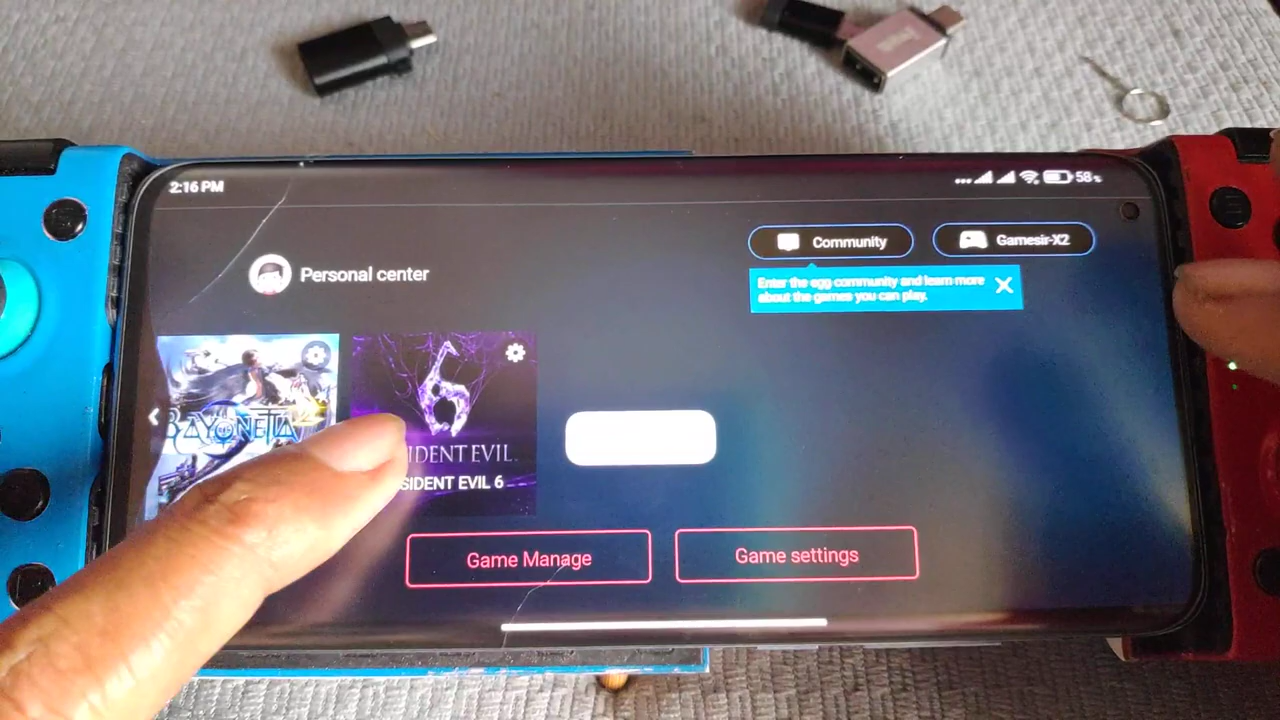 2:16 PM
58%
Community
Gamesir-X2
Personal center
Enter the egg community and learn more
about the games you can play.
BAYONETTA
6
IDENT EVIL
SIDENT EVIL 6
Game Manage
Game settings